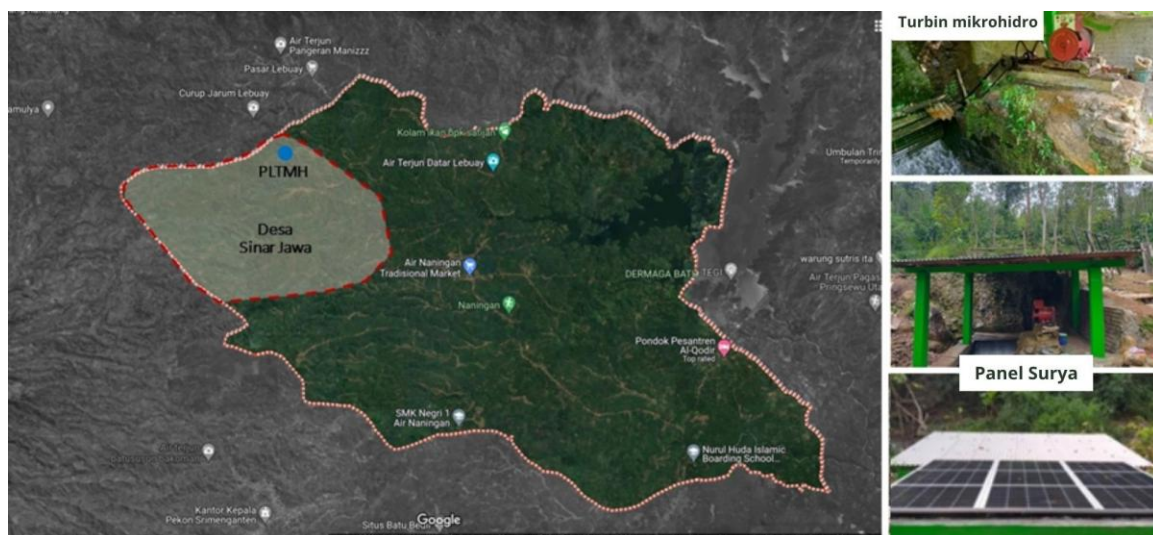 Air Terjun
Pangeran Manizzz
Pasar Lebuay
Curup Jarum Lebuay
amulya
PLTMH
Desa
Sinar Jawa
Air Terjun Datar Lebuay
Umbulan
Temporarily
Air Naningan
Tradisional Market
Naningan
DERMAGA BATU TEGI
warung sutris ita
Air Terjun Pagas
Pringsewu Uta
Pondok Pesantren
Al-Qodir
Top rated
SMK Negri 1
Air Naningan
Nurul Huda Islamic
Boarding School...
Kantor Kepala
Pekon Srimenganten
Situs Batu
Google
Turbin mikrohidro
Panel Surya